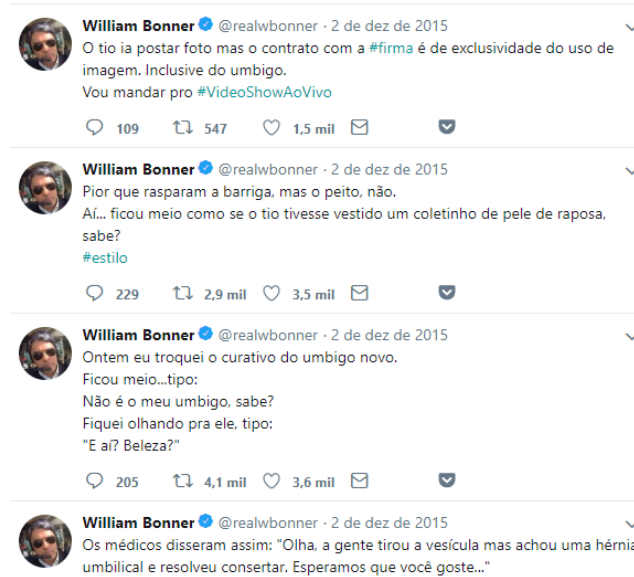 William Bonner @realwbonner · 2 de dez de 2015
O tio ia postar foto mas o contrato com a #firma é de exclusividade do uso de
imagem. Inclusive do umbigo.
Vou mandar pro #VideoShowAoVivo
109 547 1,5 mil
William Bonner @realwbonner · 2 de dez de 2015
Pior que rasparam a barriga, mas o peito, não.
Aí... ficou meio como se o tio tivesse vestido um coletinho de pele de raposa,
sabe?
#estilo
229 2,9 mil 3,5 mil
William Bonner @realwbonner · 2 de dez de 2015
Ontem eu troquei o curativo do umbigo novo.
Ficou meio...tipo:
Não é o meu umbigo, sabe?
Fiquei olhando pra ele, tipo:
"E aí? Beleza?"
205 4,1 mil 3,6 mil
William Bonner @realwbonner · 2 de dez de 2015
Os médicos disseram assim: "Olha, a gente tirou a vesícula mas achou uma hérnia
umbilical e resolveu consertar. Esperamos que você goste..."